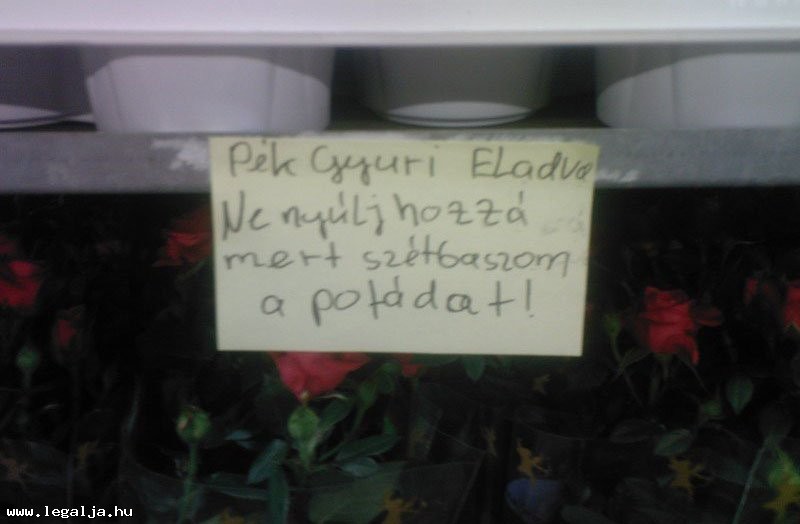 Pék Gyuri Eladva
Ne nyúlj hozzá
mert szétbaszom
a pofádat!
www.legalja.hu